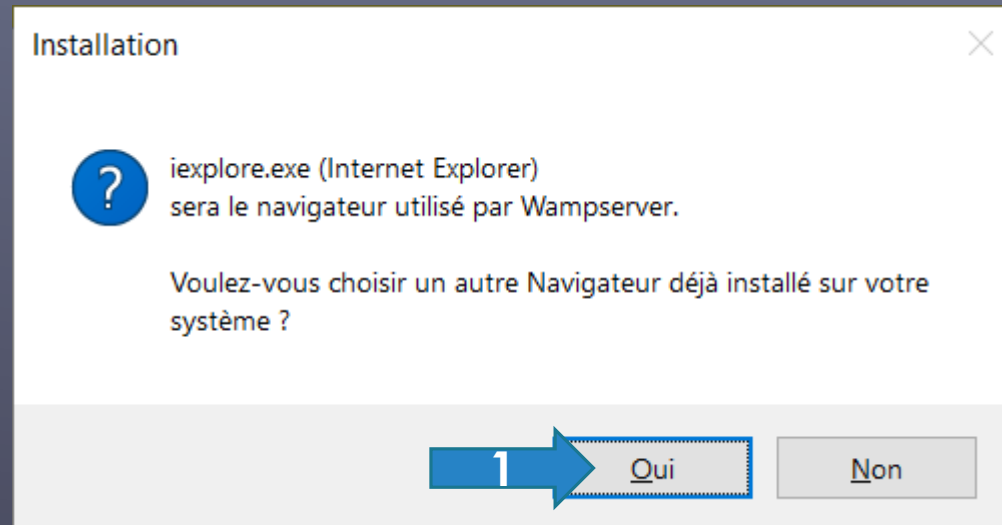 Installation
iexplore.exe (Internet Explorer)
sera le navigateur utilisé par Wampserver.
Voulez-vous choisir un autre Navigateur déjà installé sur votre
système ?
1
Oui
Non